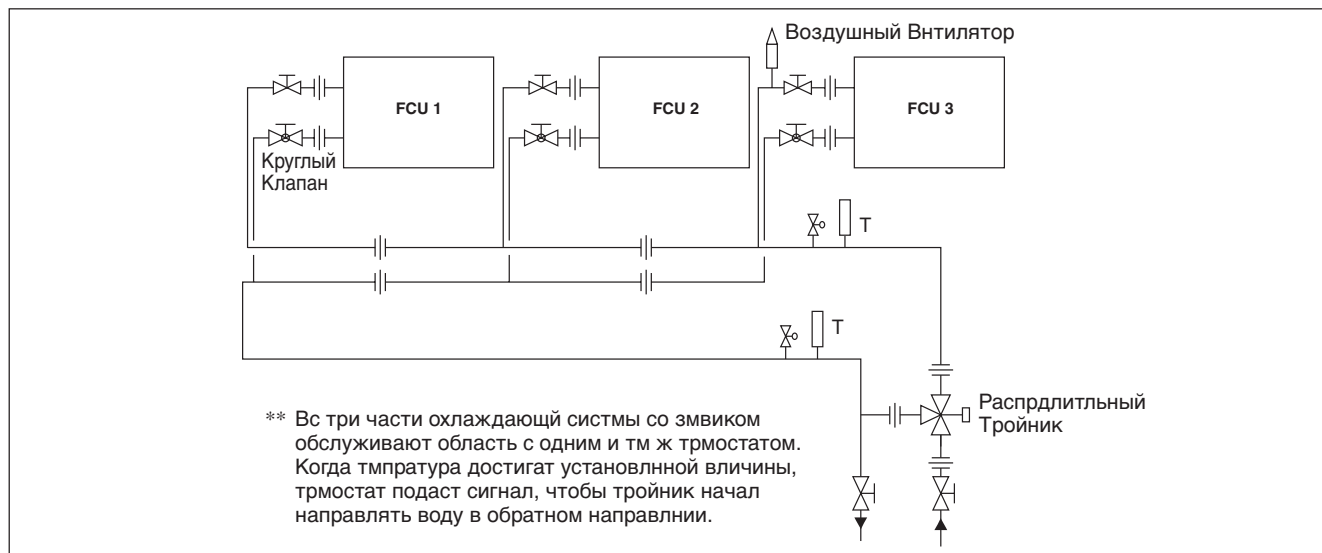 Воздушный Внтилятор
FCU 1
FCU 2
FCU 3
Круглый
Клапан
T
T
Распрдлитльный
Тройник
** Вс три части охлаждающй систмы со змвиком
обслуживают область с одним и тм ж трмостатом.
Когда тмпратура достигат установлнной вличины,
трмостат подаст сигнал, чтобы тройник начал
направлять воду в обратном направлнии.